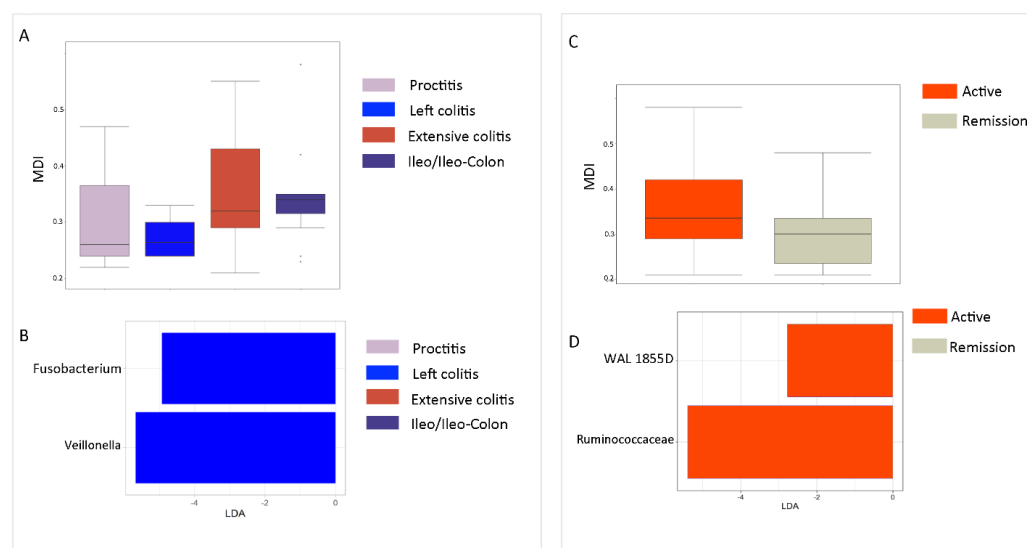 A
MDI
0.5
0.4
0.3
0.2
Proctitis
Left colitis
Extensive colitis
Ileo/Ileo-Colon
B
Fusobacterium
Veillonella
-4
-2
0
LDA
Proctitis
Left colitis
Extensive colitis
Ileo/Ileo-Colon
C
MDI
0.5
0.4
0.3
0.2
Active
Remission
D
WAL 1855D
Ruminococcaceae
-4
-2
0
LDA
Active
Remission